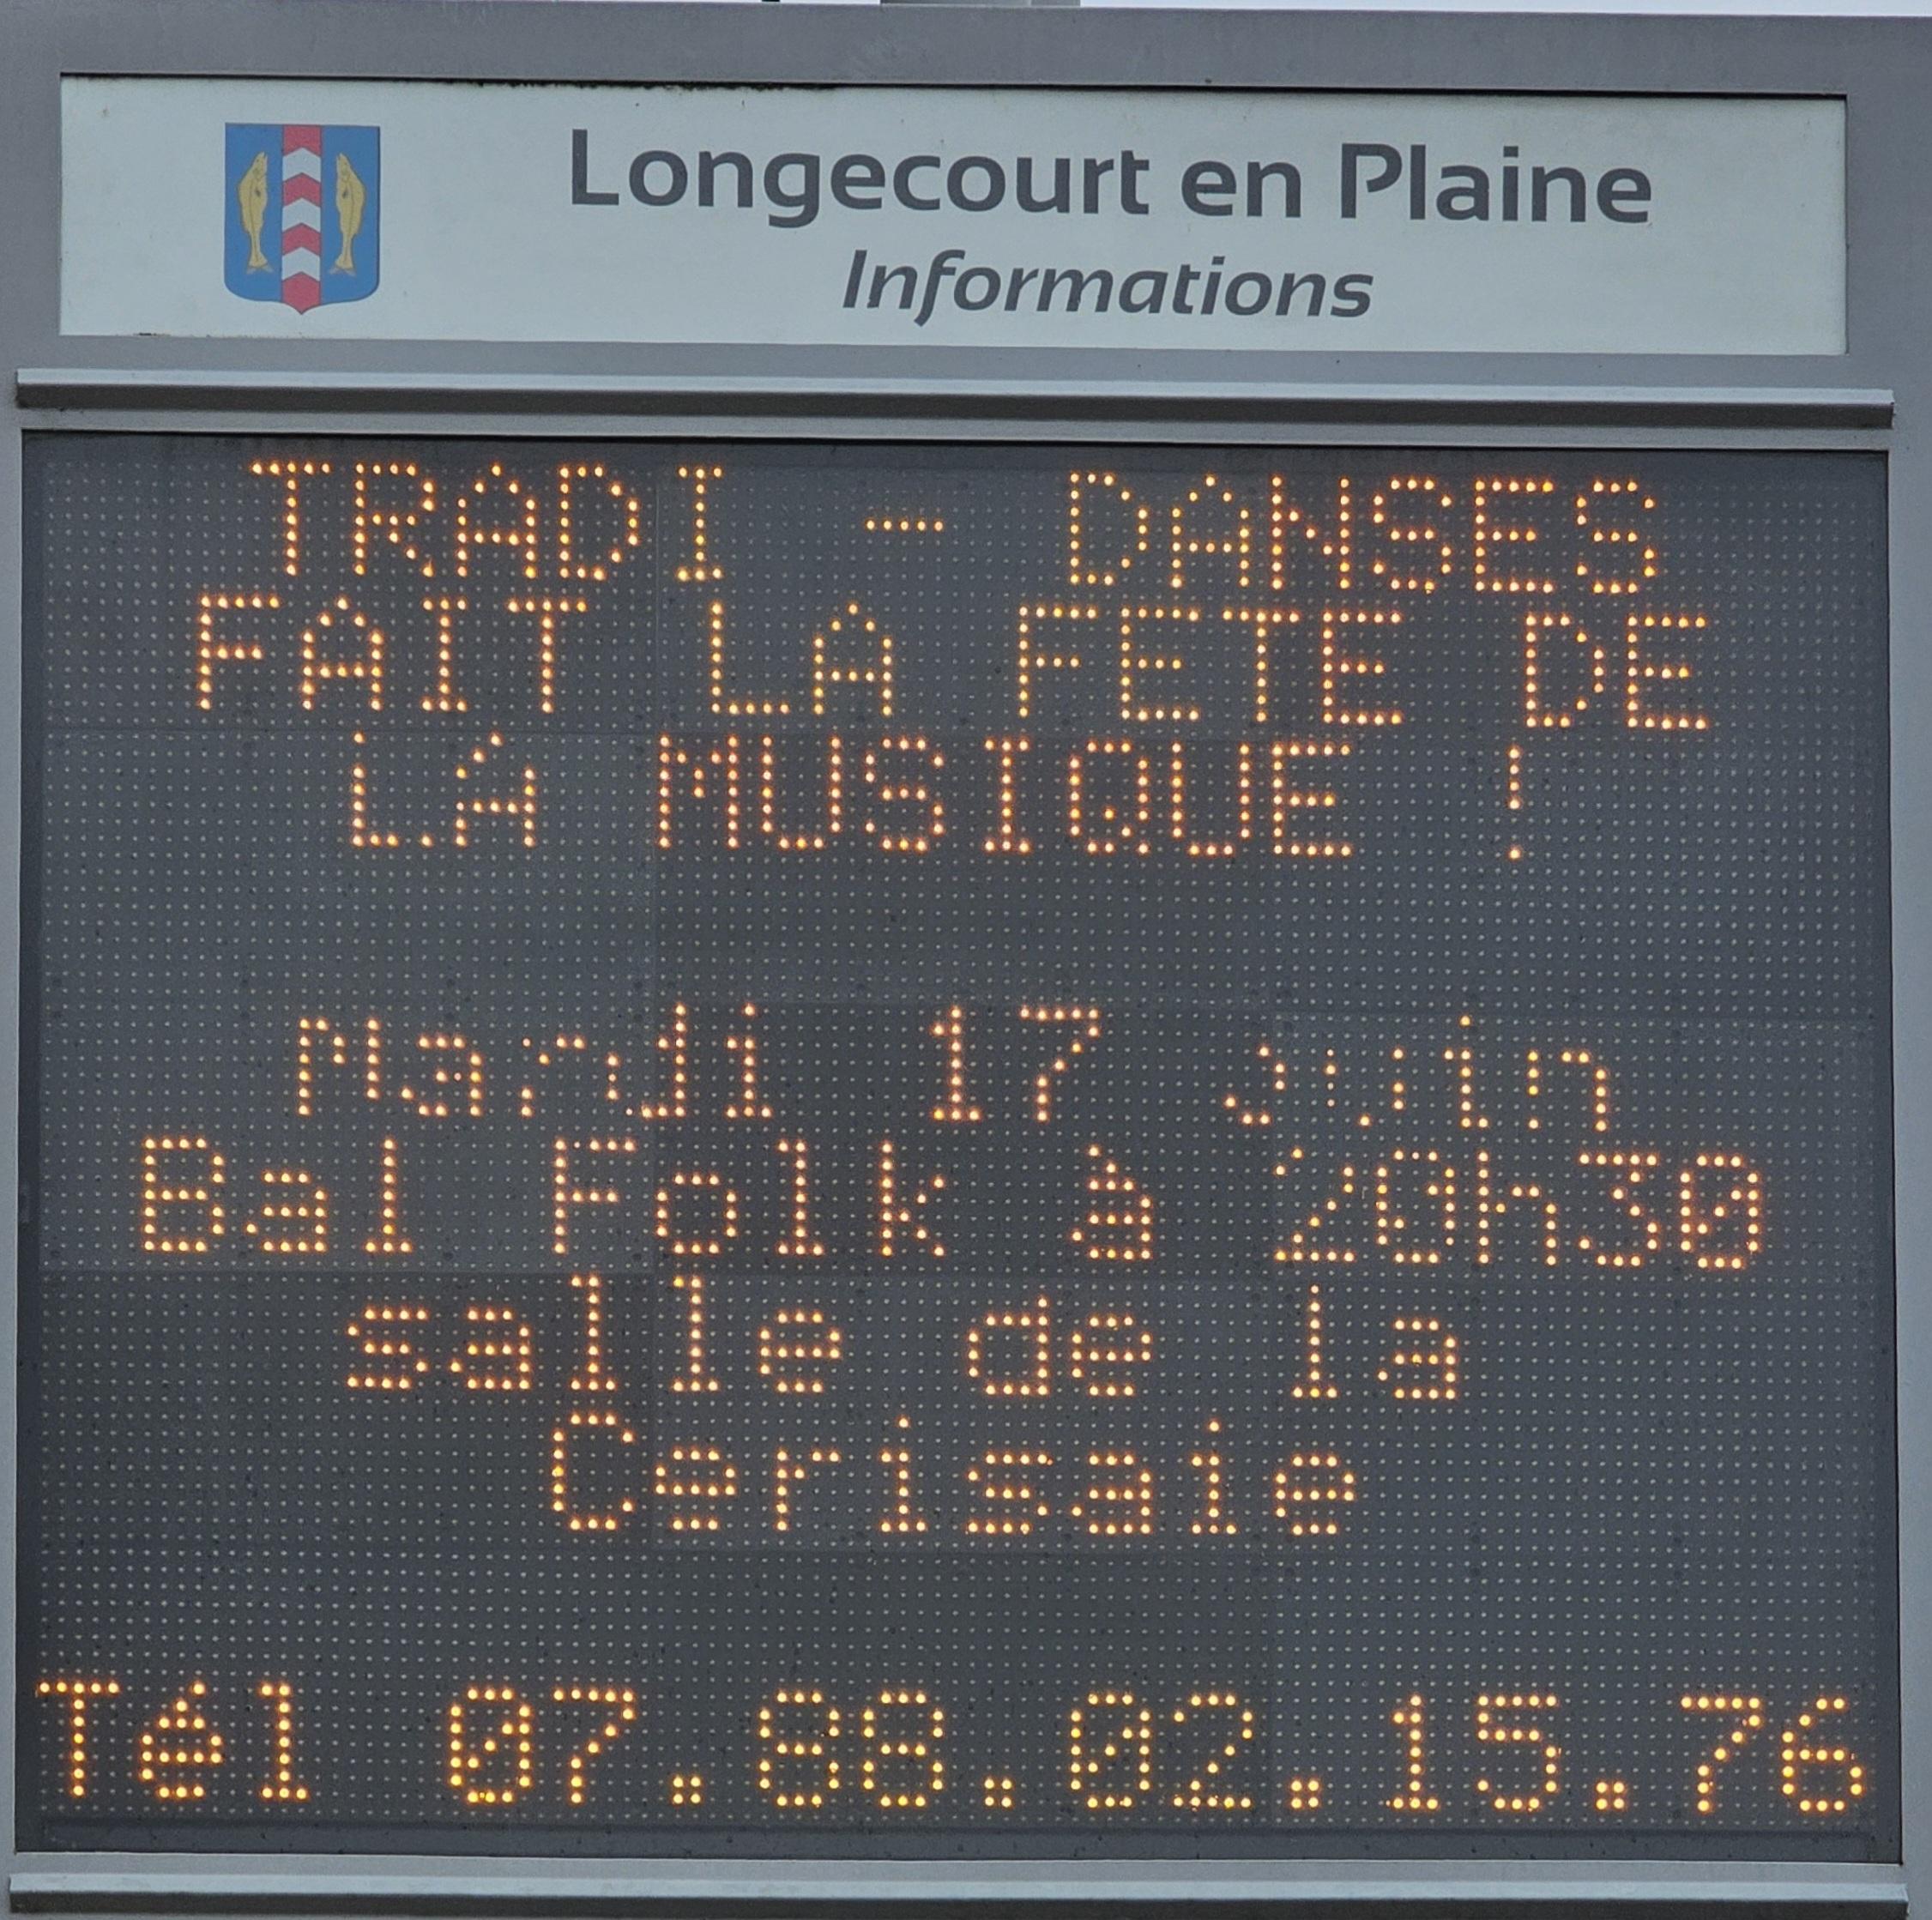 Longecourt en Plaine
Informations
TRADI - DANSES
FAIT LA FETE DE
LA MUSIQUE !
Mardi 17 juin
Bal Folk à 20h30
salle de la
Cerisaie
Tél 07.88.02.15.76